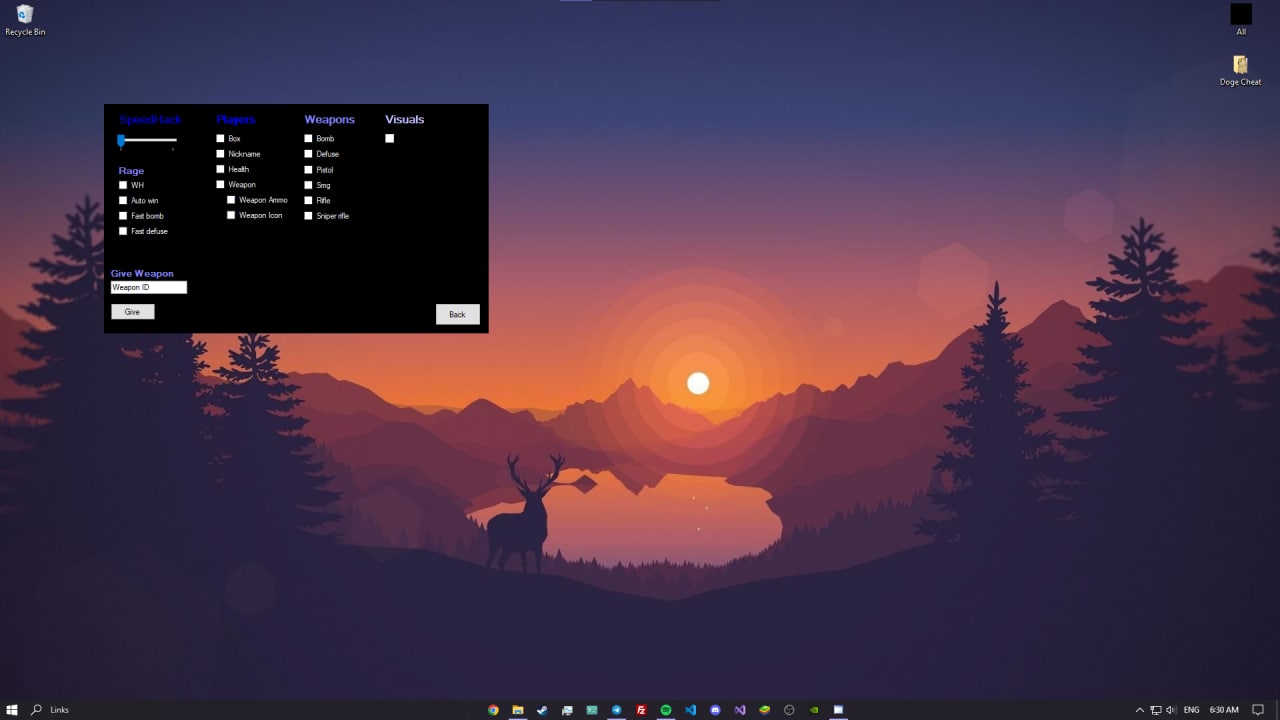 Recycle Bin
All
Doge Cheat
SpeedHack
Rage
WH
Auto win
Fast bomb
Fast defuse
Give Weapon
Weapon ID
Give
Players
Box
Nickname
Health
Weapon
Weapon Ammo
Weapon Icon
Weapons
Bomb
Defuse
Pistol
Smg
Rifle
Sniper rifle
Visuals
Back
Links
ENG
6:30 AM